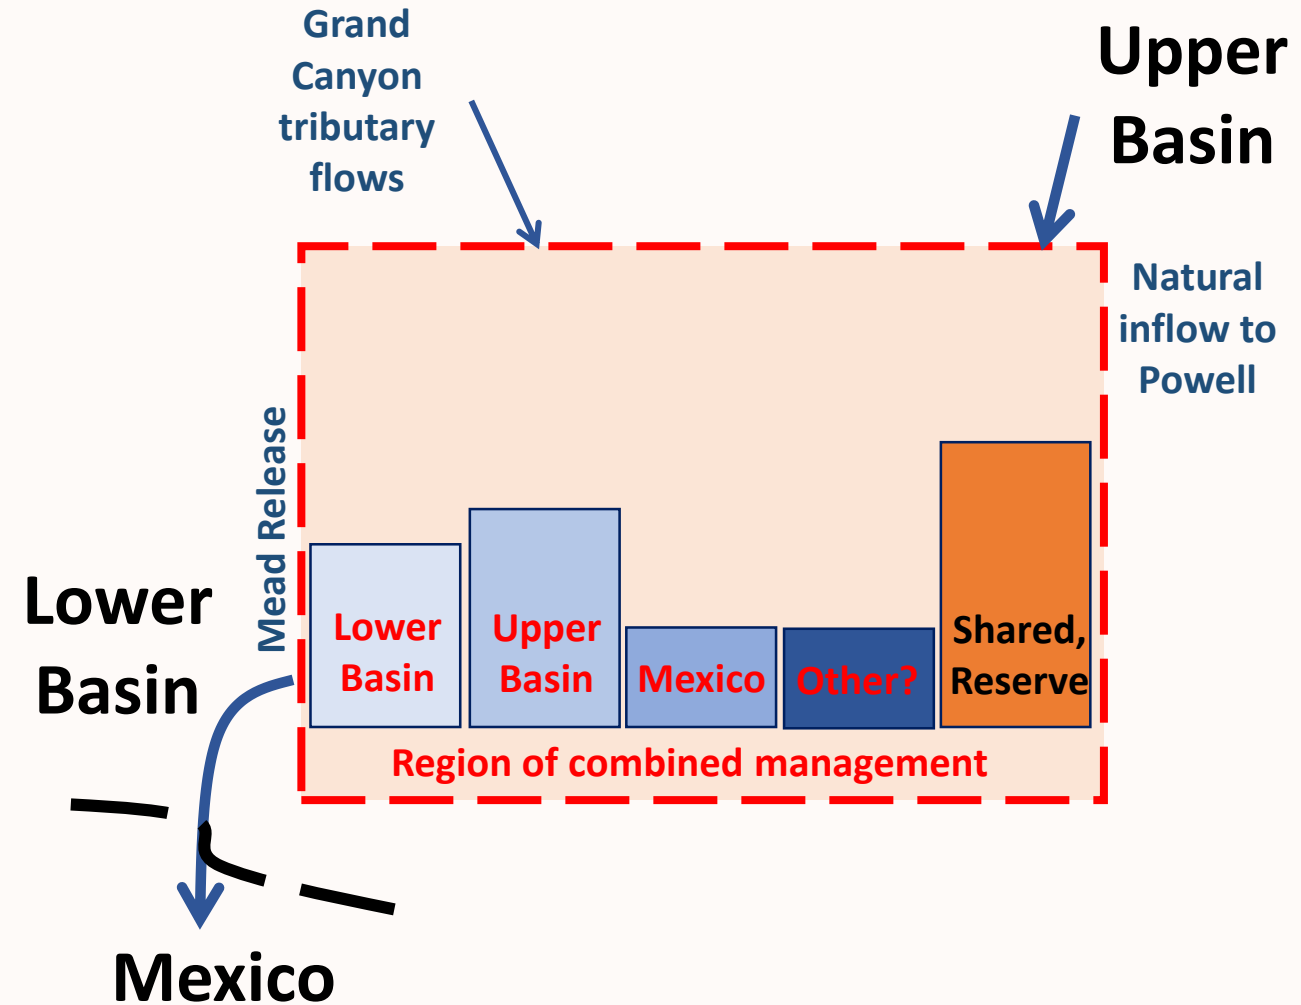 Grand
Canyon
tributary
flows
Upper
Basin
Natural
inflow to
Powell
Mead Release
Lower
Basin
Lower
Basin
Upper
Basin
Mexico
Other?
Shared,
Reserve
Region of combined management
Mexico